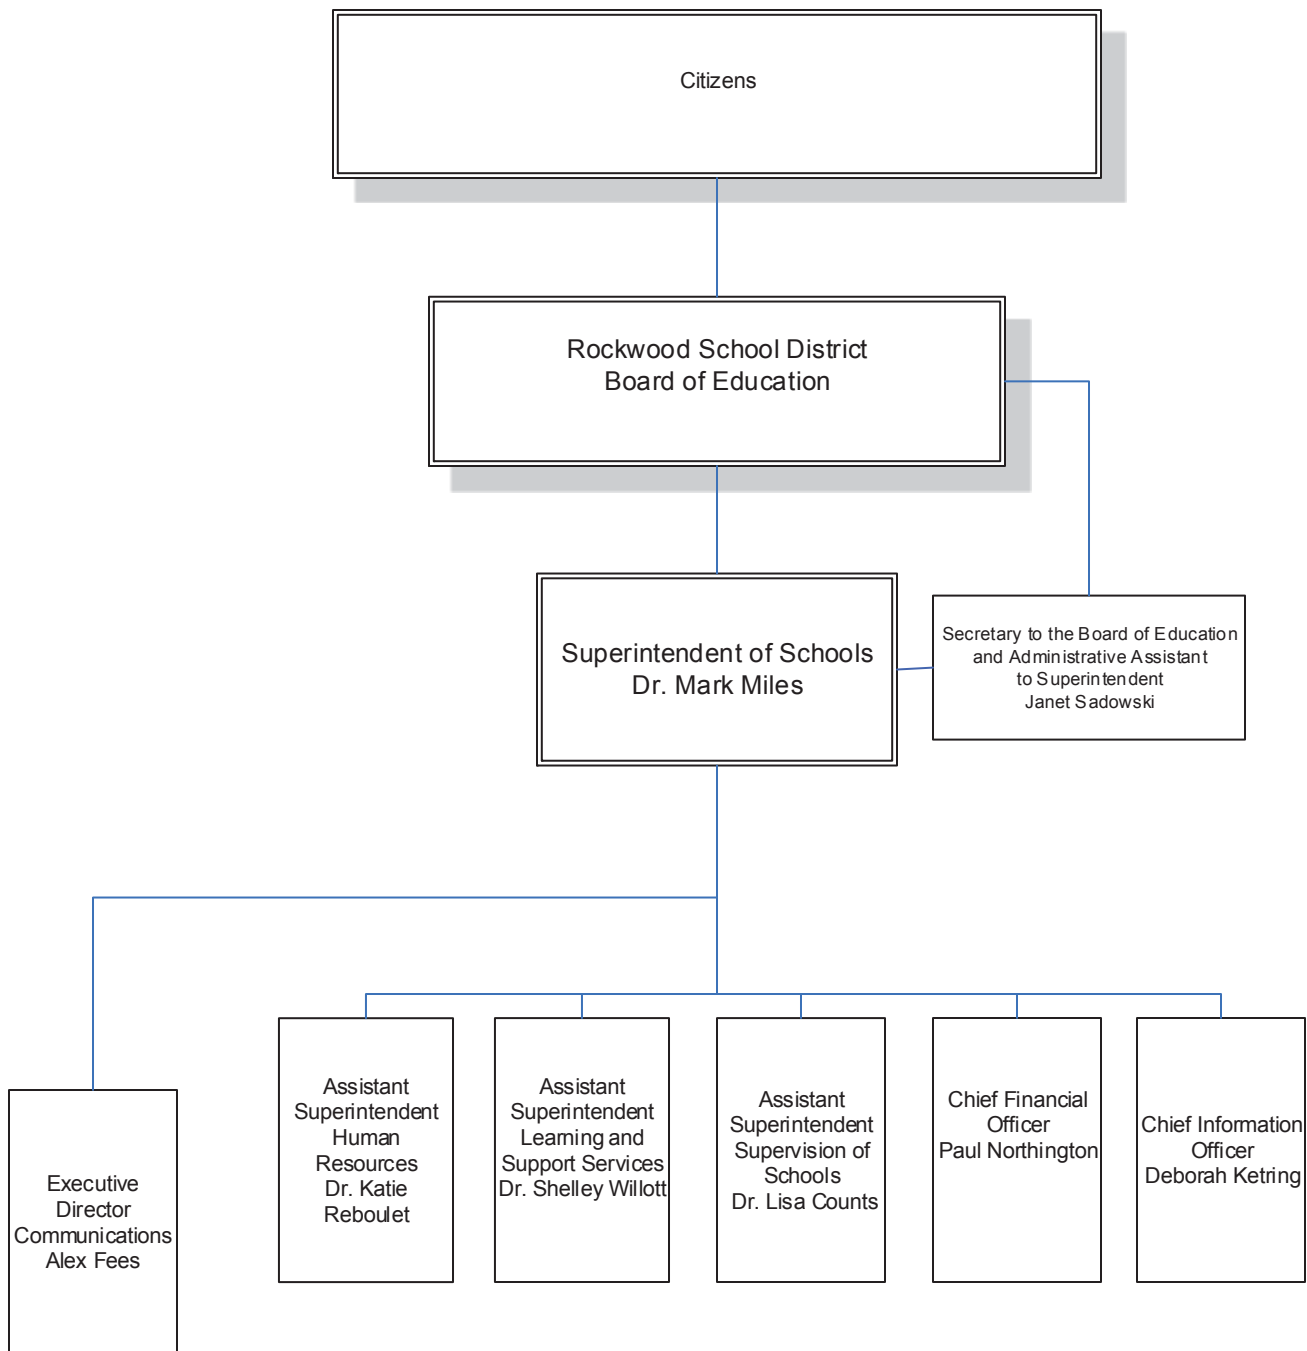 Citizens
Rockwood School District
Board of Education
Superintendent of Schools
Dr. Mark Miles
Secretary to the Board of Education
and Administrative Assistant
to Superintendent
Janet Sadowski
Executive
Director
Communications
Alex Fees
Assistant
Superintendent
Human
Resources
Dr. Katie
Reboulet
Assistant
Superintendent
Learning and
Support Services
Dr. Shelley Willott
Assistant
Superintendent
Supervision of
Schools
Dr. Lisa Counts
Chief Financial
Officer
Paul Northington
Chief Information
Officer
Deborah Ketring